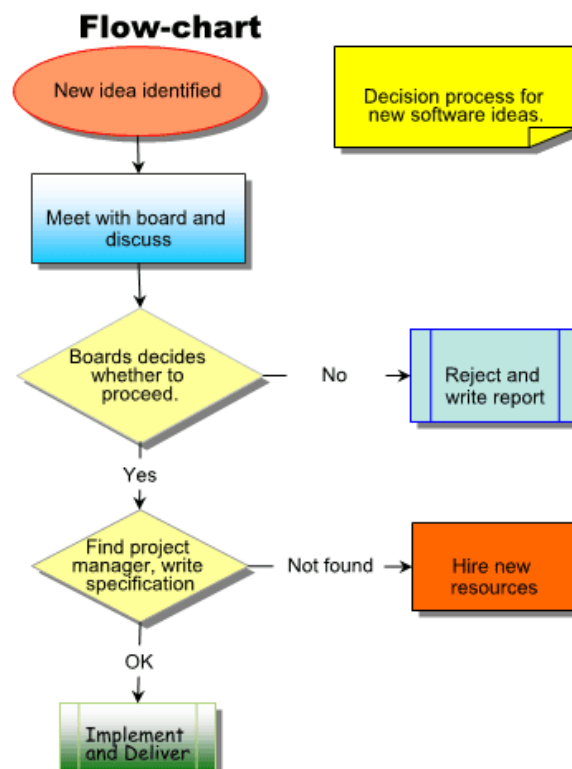 Flow-chart
New idea identified
Decision process for
new software ideas.
Meet with board and
discuss
Boards decides
whether to
proceed.
No
Reject and
write report
Yes
Find project
manager, write
specification
Not found
Hire new
resources
OK
Implement
and Deliver